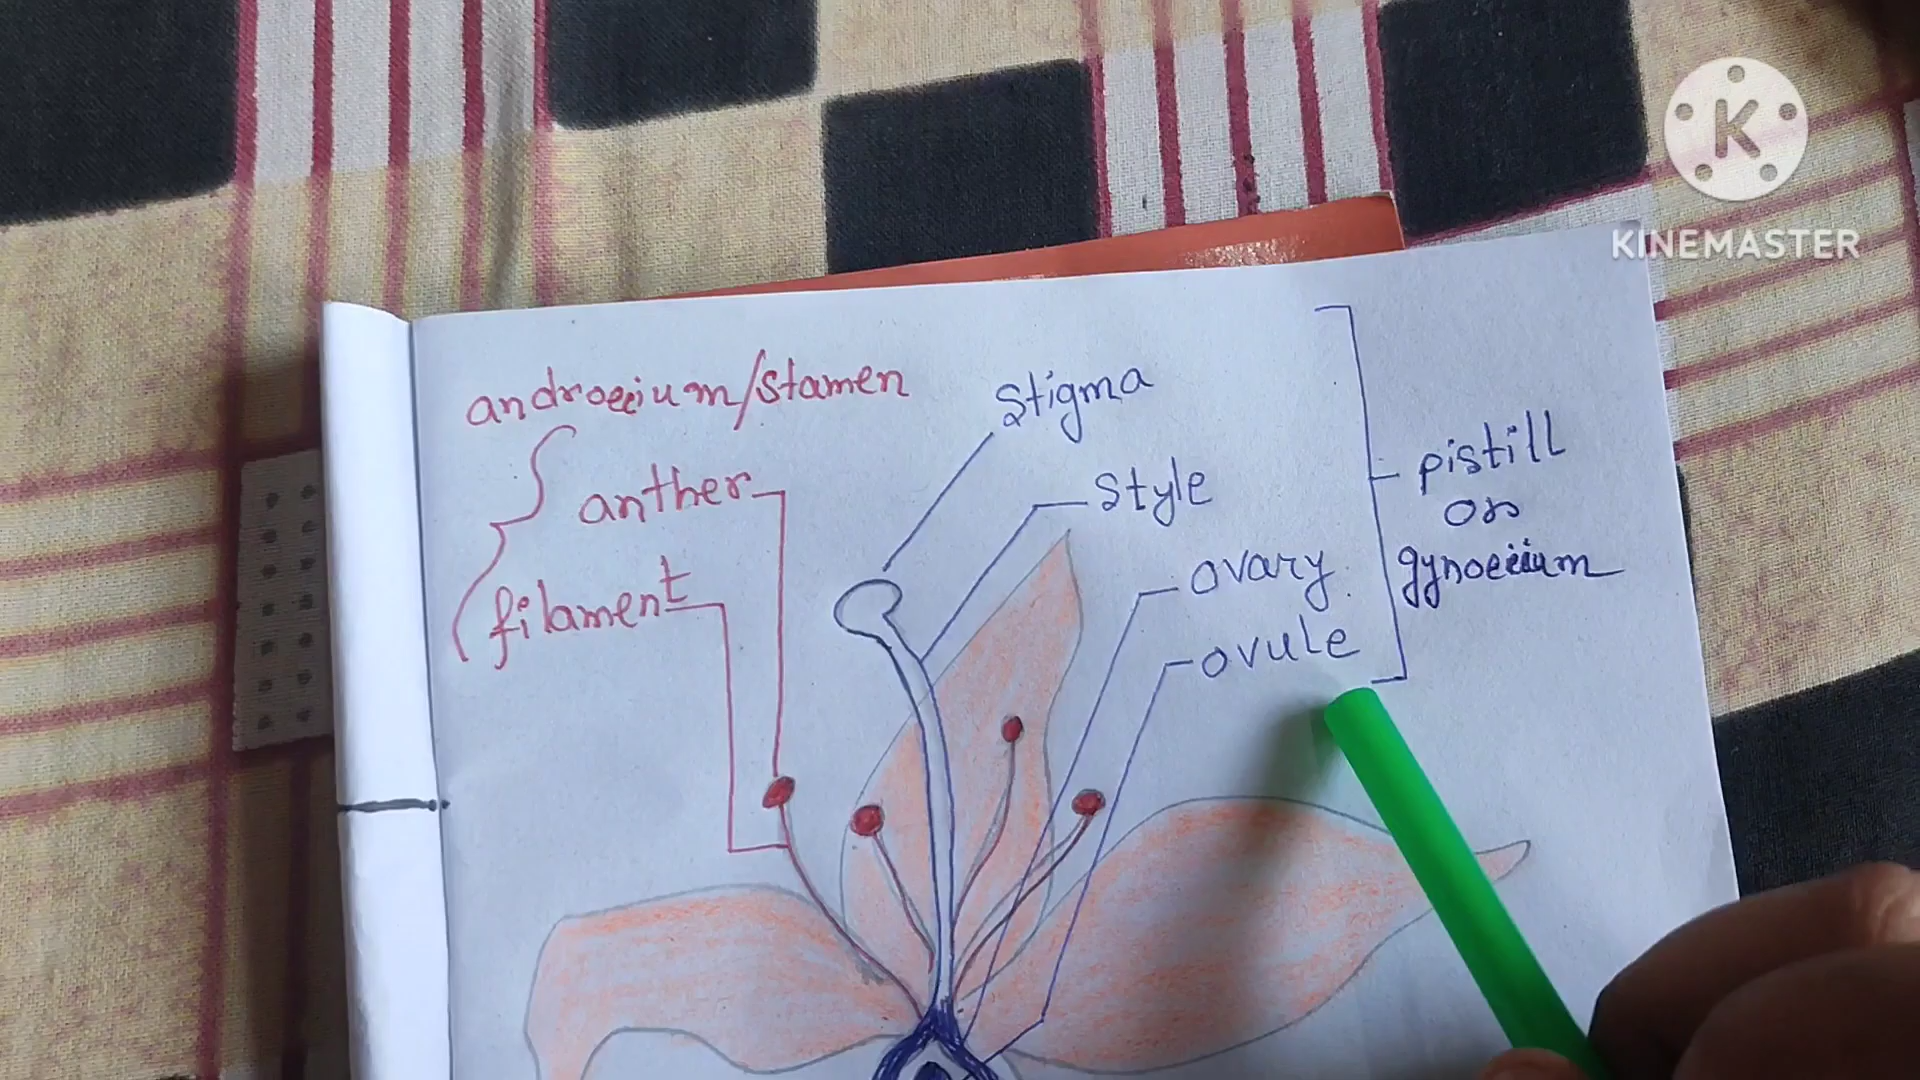 androecium/stamen
anther
filament
stigma
style
ovary
ovule
pistill
or
gynoecium
K
KINEMASTER